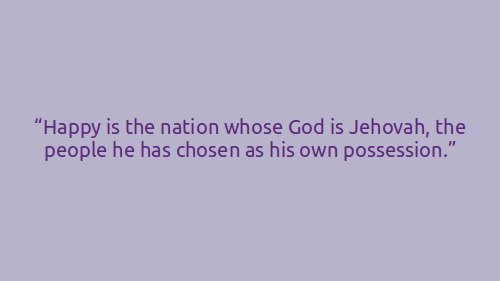 “Happy is the nation whose God is Jehovah, the
people he has chosen as his own possession.”